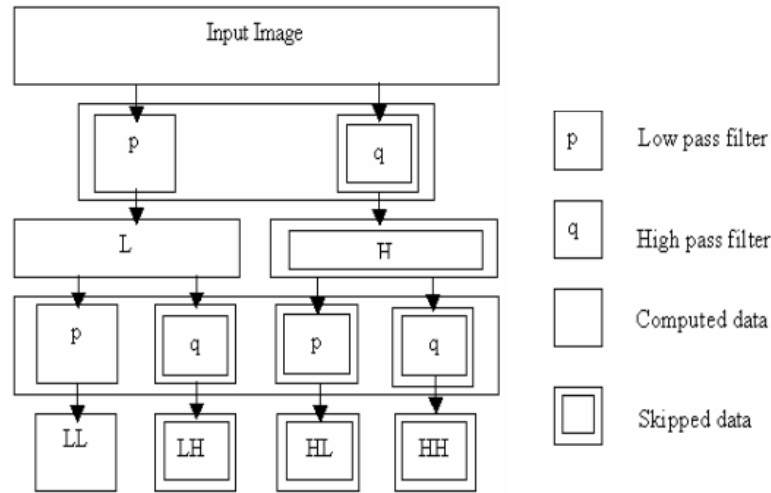 Input Image
p
q
L
H
p
q
p
q
LL
LH
HL
HH
p
Low pass filter
q
High pass filter
Computed data
Skipped data